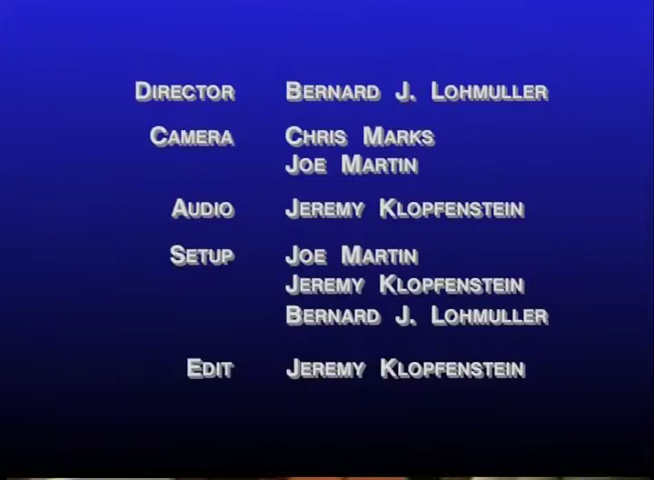 DIRECTOR BERNARD J. LOHMULLER
CAMERA CHRIS MARKS
JOE MARTIN
AUDIO JEREMY KLOPFENSTEIN
SETUP JOE MARTIN
JEREMY KLOPFENSTEIN
BERNARD J. LOHMULLER
EDIT JEREMY KLOPFENSTEIN